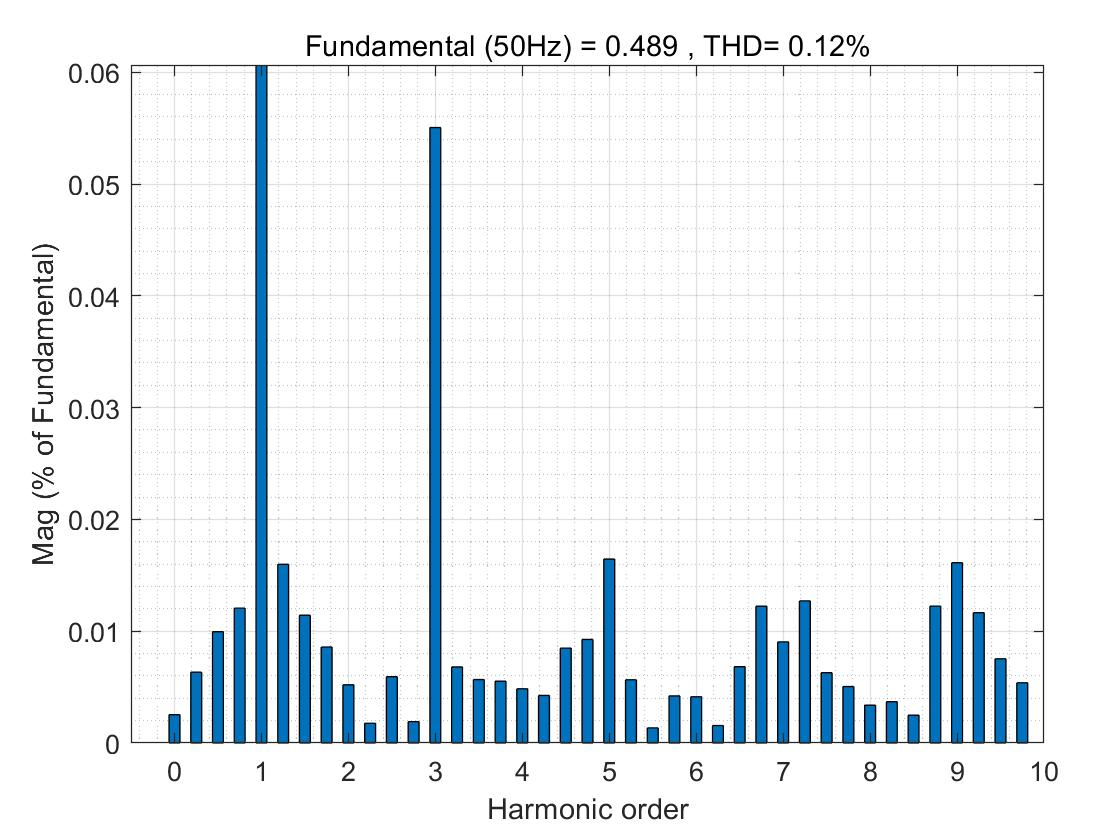 Fundamental (50Hz) = 0.489 , THD= 0.12%
Mag (% of Fundamental)
0.06
0.05
0.04
0.03
0.02
0.01
0
0 1 2 3 4 5 6 7 8 9 10
Harmonic order